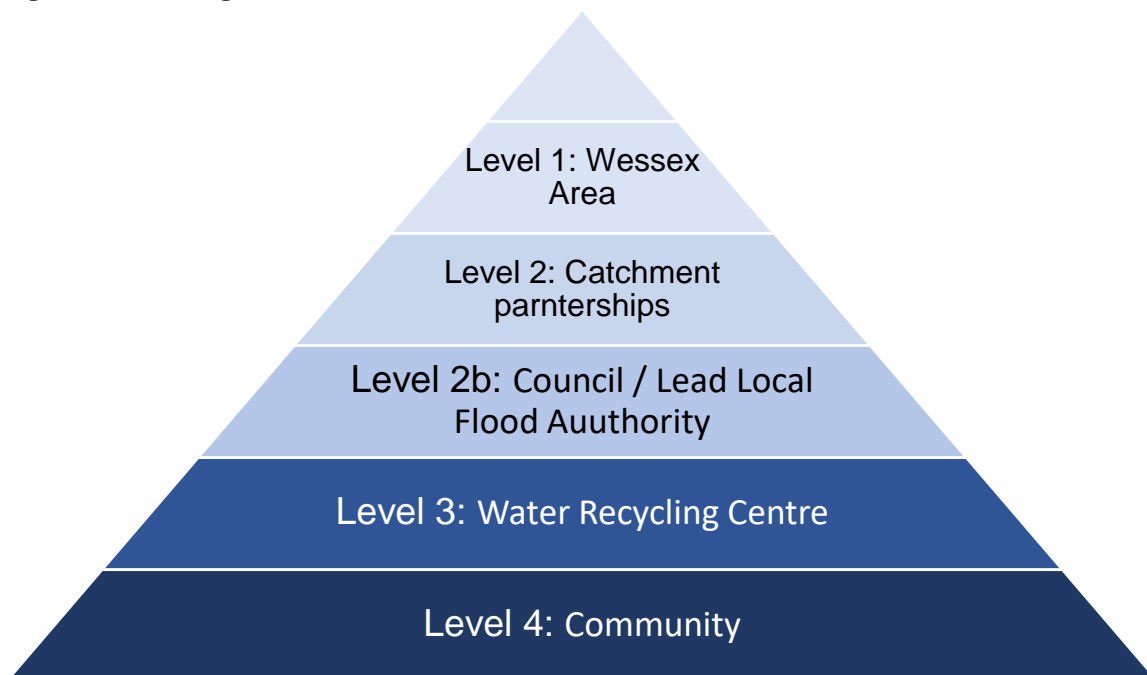 Level 1: Wessex
Area
Level 2: Catchment
parnterships
Level 2b: Council / Lead Local
Flood Auuthority
Level 3: Water Recycling Centre
Level 4: Community